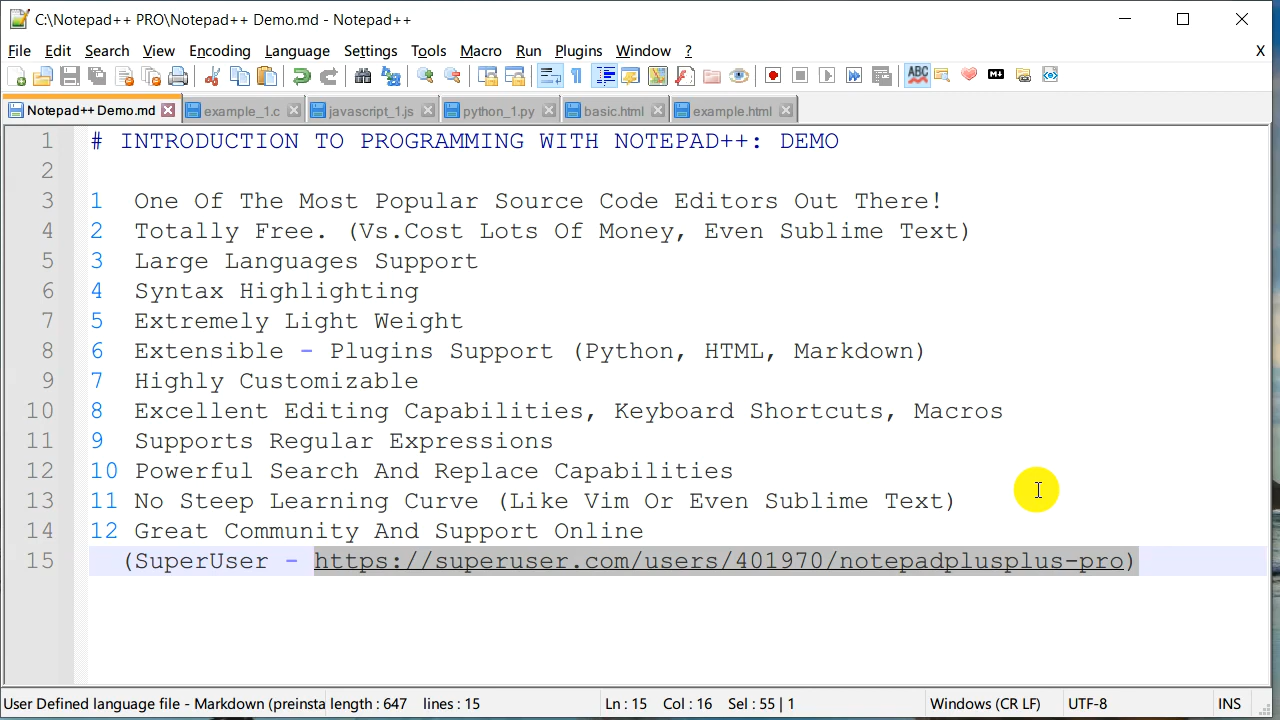 C:\Notepad++ PRO\Notepad++ Demo.md - Notepad++
File Edit Search View Encoding Language Settings Tools Macro Run Plugins Window ? X
ABC
Notepad++ Demo.md example_1.c javascript_1.js python_1.py basic.html example.html
1 # INTRODUCTION TO PROGRAMMING WITH NOTEPAD++: DEMO
2
3 1 One Of The Most Popular Source Code Editors Out There!
4 2 Totally Free. (Vs.Cost Lots Of Money, Even Sublime Text)
5 3 Large Languages Support
6 4 Syntax Highlighting
7 5 Extremely Light Weight
8 6 Extensible - Plugins Support (Python, HTML, Markdown)
9 7 Highly Customizable
10 8 Excellent Editing Capabilities, Keyboard Shortcuts, Macros
11 9 Supports Regular Expressions
12 10 Powerful Search And Replace Capabilities
13 11 No Steep Learning Curve (Like Vim Or Even Sublime Text)
14 12 Great Community And Support Online
15 (SuperUser - https://superuser.com/users/401970/notepadplusplus-pro)
User Defined language file - Markdown (preinsta length : 647 lines : 15 Ln : 15 Col : 16 Sel : 55 | 1 Windows (CR LF) UTF-8 INS